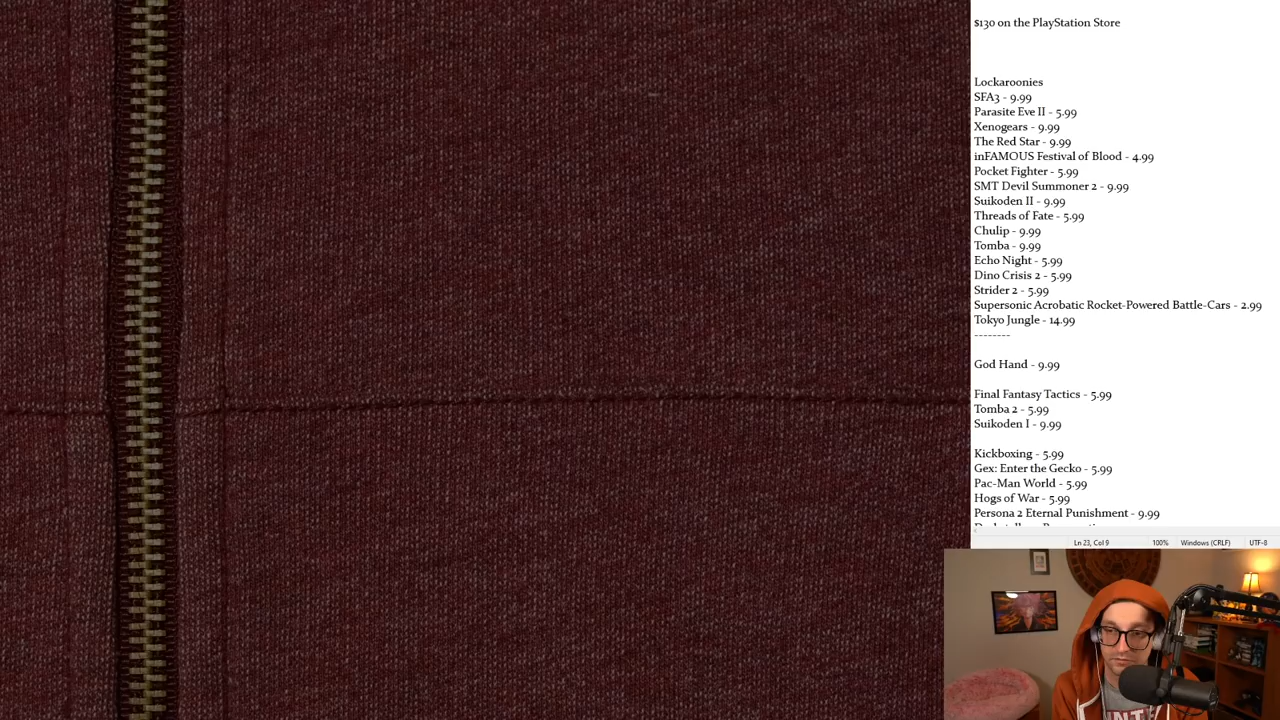 $130 on the PlayStation Store
Lockaroonies
SFA3 - 9.99
Parasite Eve II - 5.99
Xenogears - 9.99
The Red Star - 9.99
inFAMOUS Festival of Blood - 4.99
Pocket Fighter - 5.99
SMT Devil Summoner 2 - 9.99
Suikoden II - 9.99
Threads of Fate - 5.99
Chulip - 9.99
Tomba - 9.99
Echo Night - 5.99
Dino Crisis 2 - 5.99
Strider 2 - 5.99
Supersonic Acrobatic Rocket-Powered Battle-Cars - 2.99
Tokyo Jungle - 14.99
--------
God Hand - 9.99
Final Fantasy Tactics - 5.99
Tomba 2 - 5.99
Suikoden I - 9.99
Kickboxing - 5.99
Gex: Enter the Gecko - 5.99
Pac-Man World - 5.99
Hogs of War - 5.99
Persona 2 Eternal Punishment - 9.99
Ln 23, Col 9 100% Windows (CRLF) UTF-8